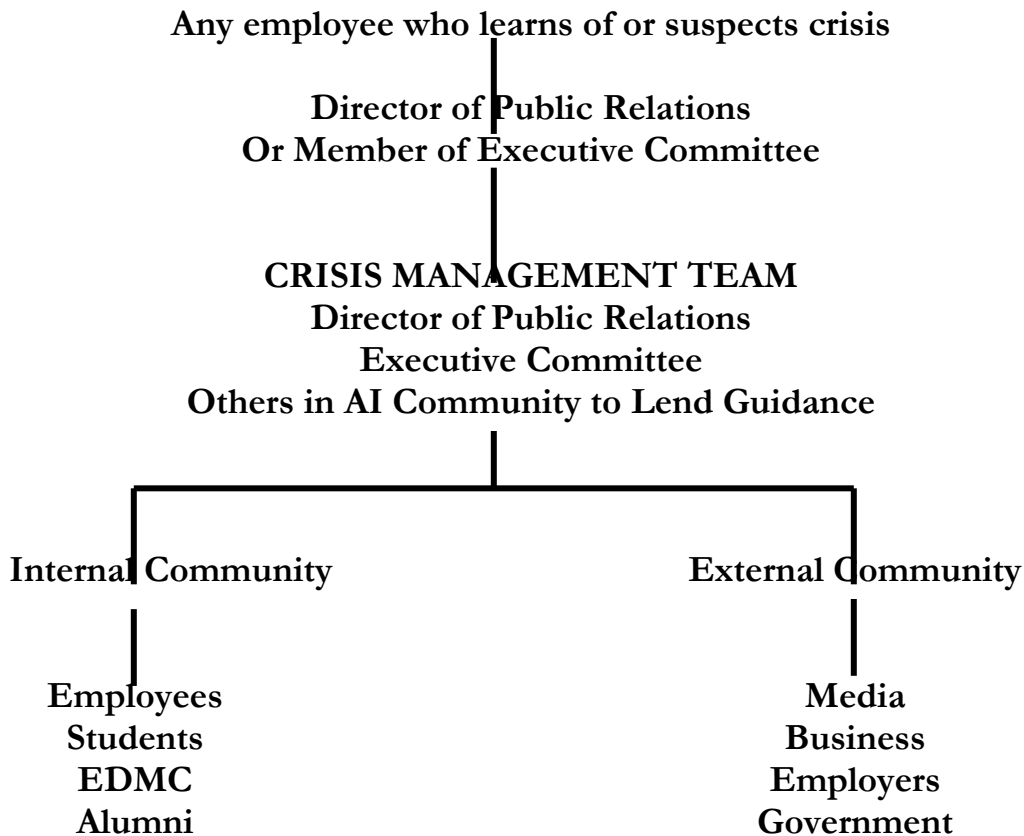 Any employee who learns of or suspects crisis
Director of Public Relations
Or Member of Executive Committee
CRISIS MANAGEMENT TEAM
Director of Public Relations
Executive Committee
Others in AI Community to Lend Guidance
Internal Community
External Community
Employees
Students
EDMC
Alumni
Media
Business
Employers
Government